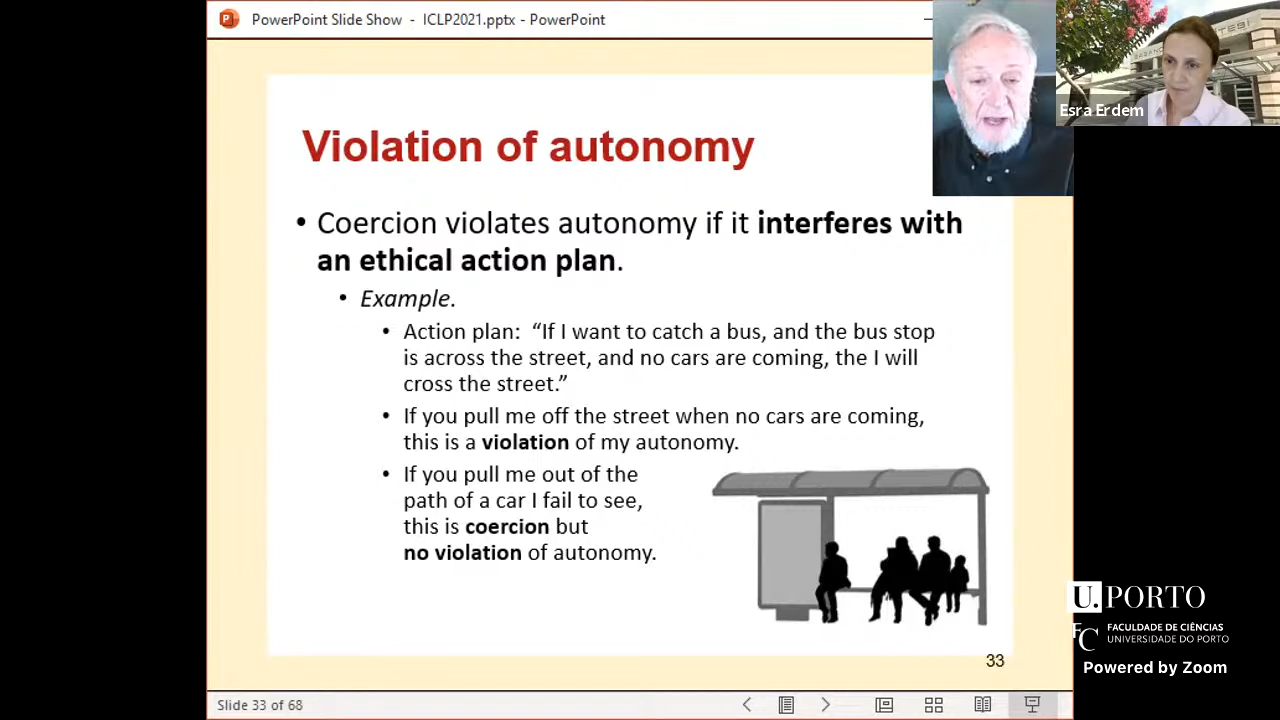 PowerPoint Slide Show - ICLP2021.pptx - PowerPoint
Esra Erdem
Violation of autonomy
• Coercion violates autonomy if it interferes with
an ethical action plan.
• Example.
• Action plan: “If I want to catch a bus, and the bus stop
is across the street, and no cars are coming, the I will
cross the street.”
• If you pull me off the street when no cars are coming,
this is a violation of my autonomy.
• If you pull me out of the
path of a car I fail to see,
this is coercion but
no violation of autonomy.
33
U.PORTO
FC FACULDADE DE CIÊNCIAS
UNIVERSIDADE DO PORTO
Powered by Zoom
Slide 33 of 68